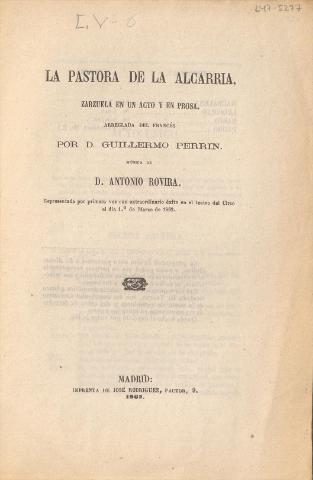 LA PASTORA DE LA ALCARRIA,
ZARZUELA EN UN ACTO Y EN PROSA,
ARREGLADA DEL FRANCÉS
POR D. GUILLERMO PERRIN.
MÚSICA DE
D. ANTONIO ROVIRA.
Representada por primera vez con extraordinario éxito en el teatro del Circo
el dia 1.º de Marzo de 1862.
MADRID:
IMPRENTA DE JOSÉ RODRIGUEZ, FACTOR, 9.
1862.